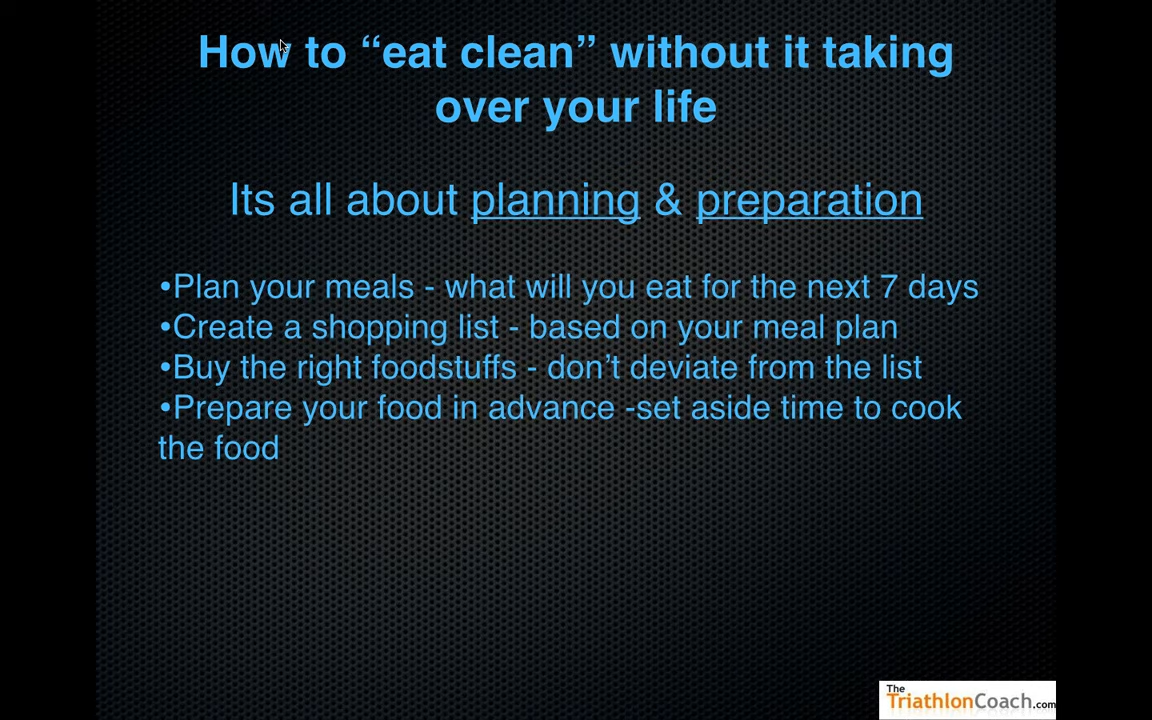 How to “eat clean” without it taking
over your life
Its all about planning & preparation
•Plan your meals - what will you eat for the next 7 days
•Create a shopping list - based on your meal plan
•Buy the right foodstuffs - don’t deviate from the list
•Prepare your food in advance -set aside time to cook
the food
The
TriathlonCoach.com